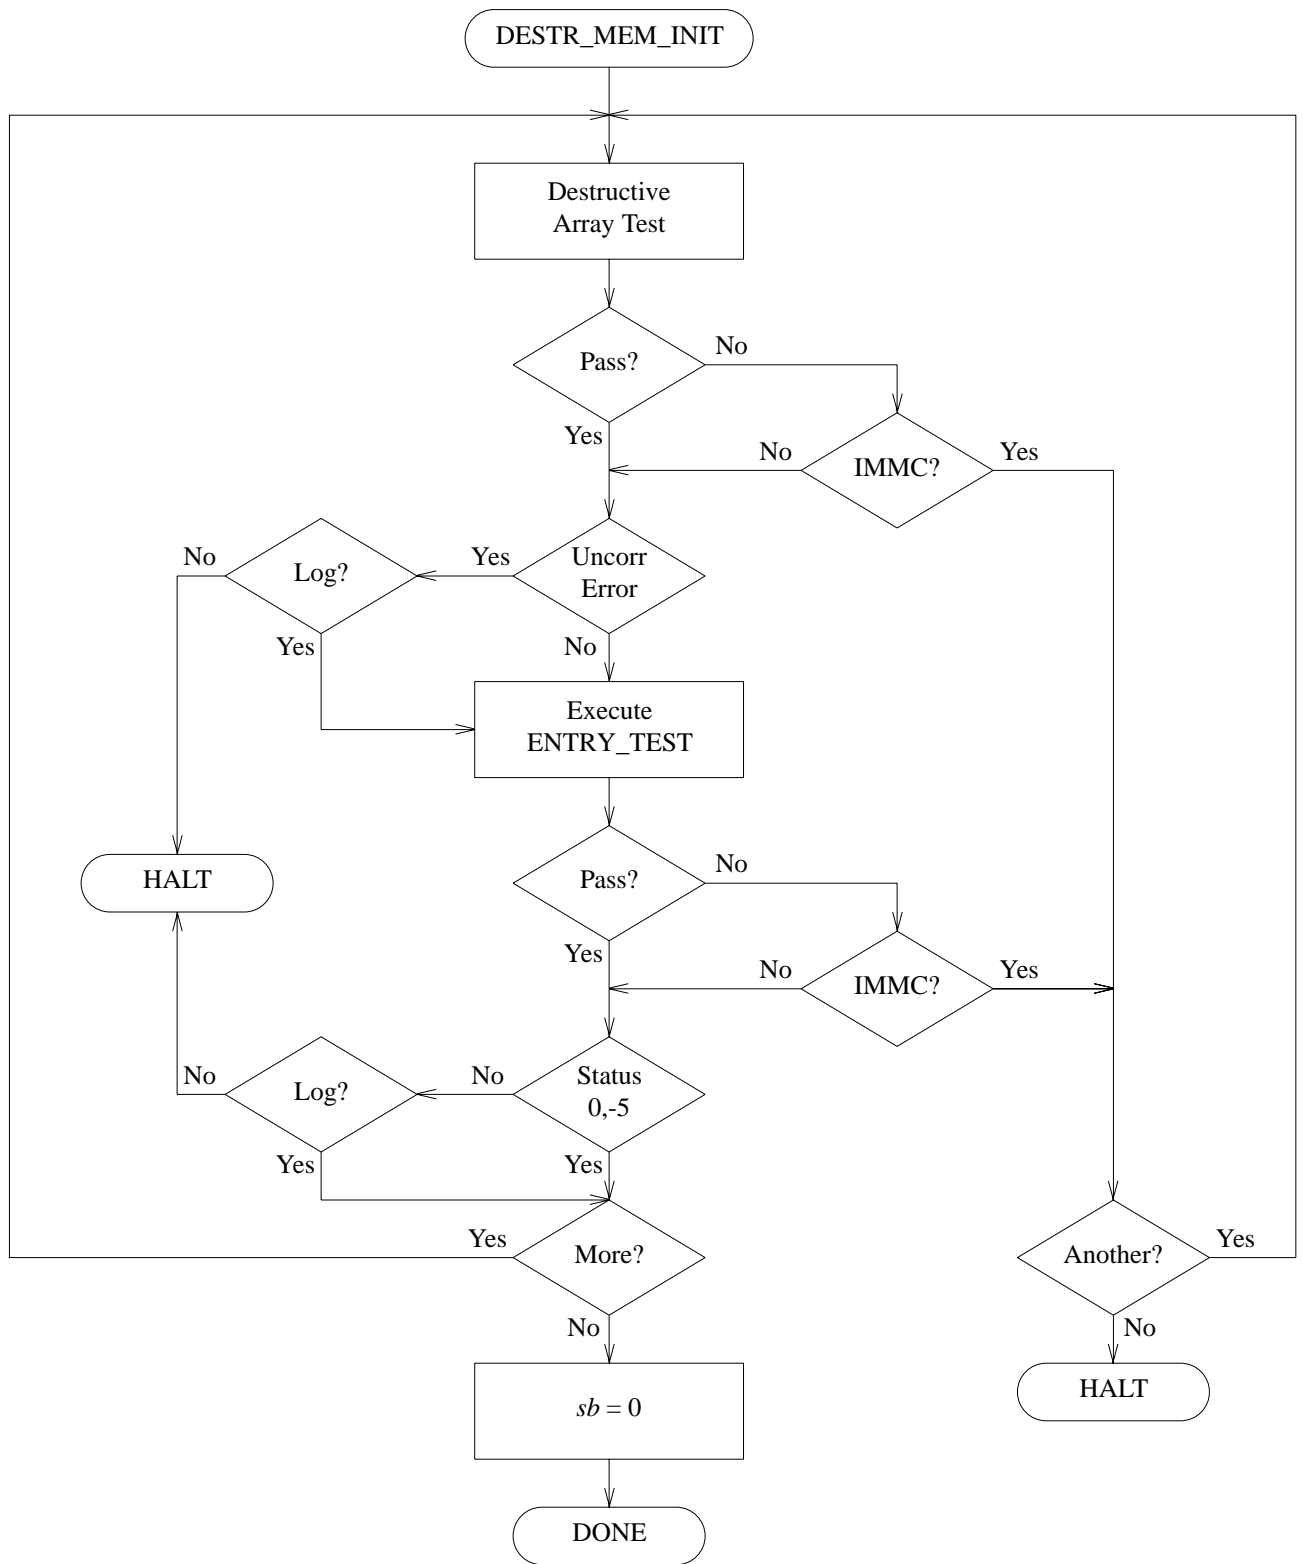 DESTR_MEM_INIT
Destructive
Array Test
Pass?
No
Yes
No
IMMC?
Yes
No
Log?
Yes
Uncorr
Error
Yes
No
Execute
ENTRY_TEST
HALT
Pass?
No
Yes
No
IMMC?
Yes
No
Log?
No
Status
0,-5
Yes
Yes
Yes
More?
Another?
Yes
No
No
sb = 0
HALT
DONE